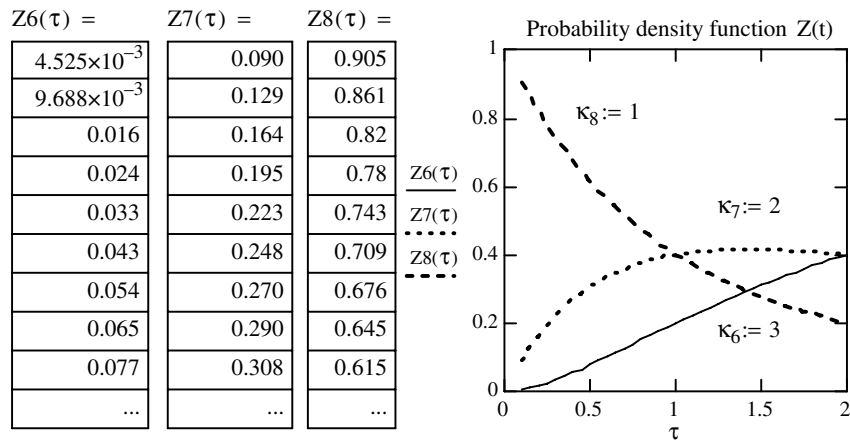 Z6(τ) = Z7(τ) = Z8(τ) =
4.525×10⁻³ 0.090 0.905
9.688×10⁻³ 0.129 0.861
0.016 0.164 0.82
0.024 0.195 0.78
0.033 0.223 0.743
0.043 0.248 0.709
0.054 0.270 0.676
0.065 0.290 0.645
0.077 0.308 0.615
... ... ...
Probability density function Z(t)
1
0.8
0.6
0.4
0.2
0
0 0.5 1 1.5 2
τ
Z6(τ)
Z7(τ)
Z8(τ)
κ₈:= 1
κ₇:= 2
κ₆:= 3